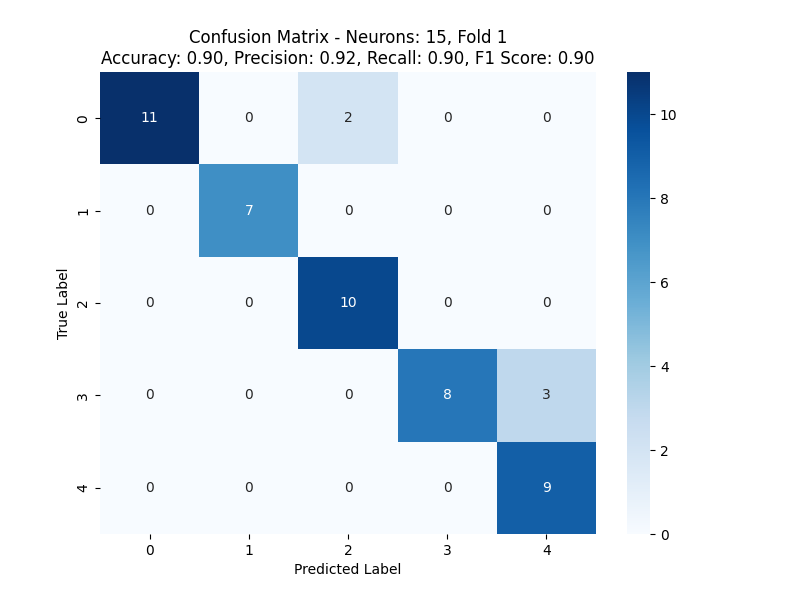 Confusion Matrix - Neurons: 15, Fold 1
Accuracy: 0.90, Precision: 0.92, Recall: 0.90, F1 Score: 0.90
0 11 0 2 0 0
1 0 7 0 0 0
2 0 0 10 0 0
3 0 0 0 8 3
4 0 0 0 0 9
0 1 2 3 4
Predicted Label
True Label
10
8
6
4
2
0